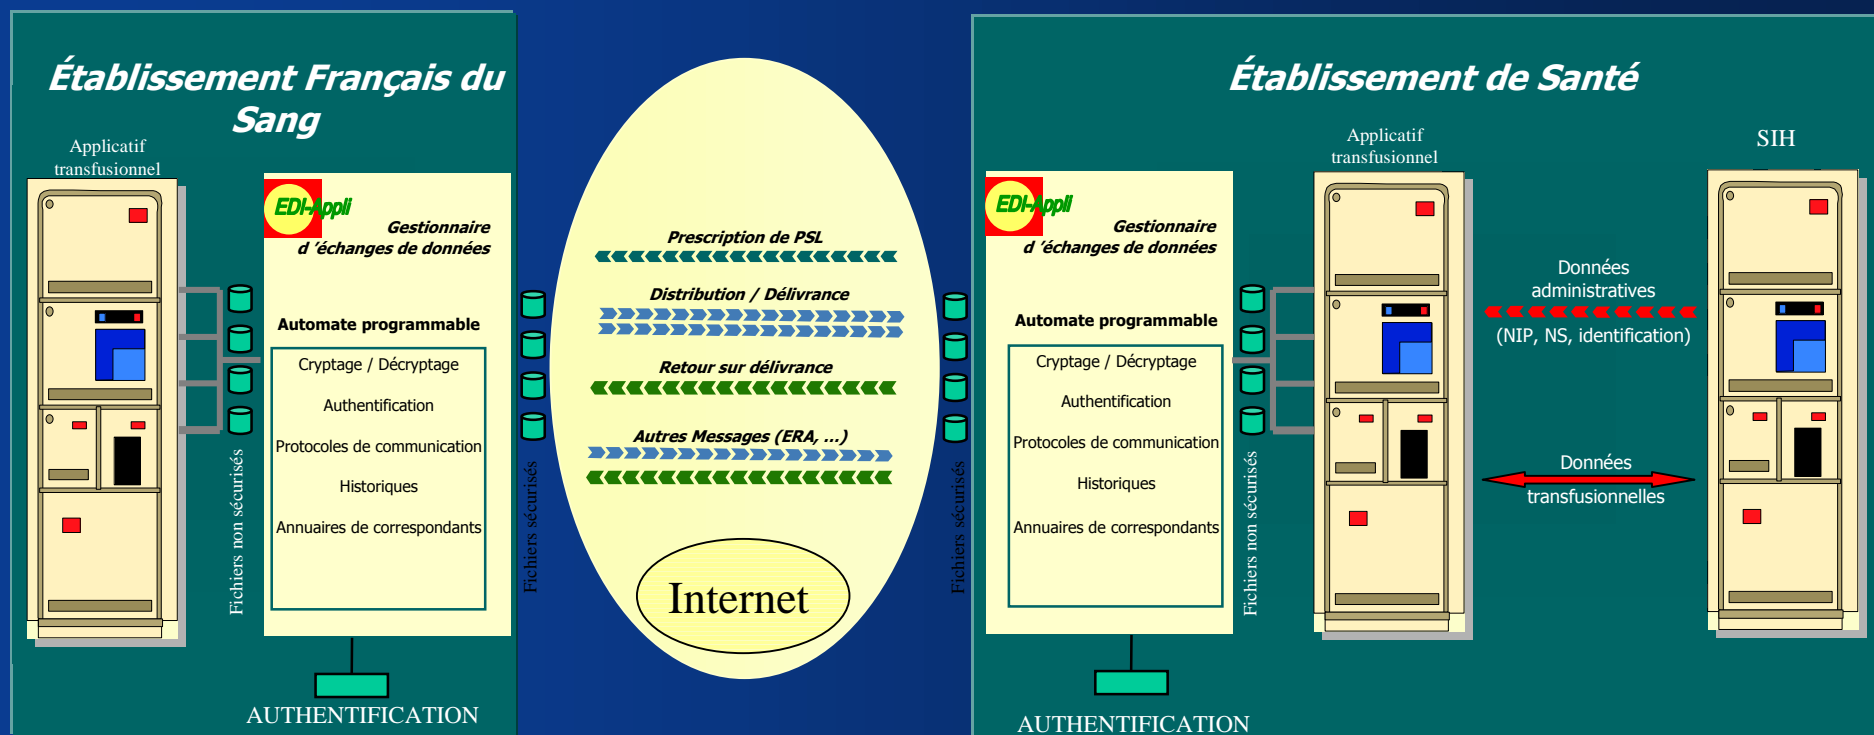 Établissement Français du
Sang
Applicatif
transfusionnel
EDI-Appli
Gestionnaire
d ’échanges de données
Automate programmable
Cryptage / Décryptage
Authentification
Protocoles de communication
Historiques
Annuaires de correspondants
Fichiers non sécurisés
AUTHENTIFICATION
Fichiers sécurisés
Prescription de PSL
Distribution / Délivrance
Retour sur délivrance
Autres Messages (ERA, ...)
Internet
Fichiers sécurisés
Établissement de Santé
EDI-Appli
Gestionnaire
d ’échanges de données
Automate programmable
Cryptage / Décryptage
Authentification
Protocoles de communication
Historiques
Annuaires de correspondants
Fichiers non sécurisés
AUTHENTIFICATION
Applicatif
transfusionnel
Données
administratives
(NIP, NS, identification)
Données
transfusionnelles
SIH